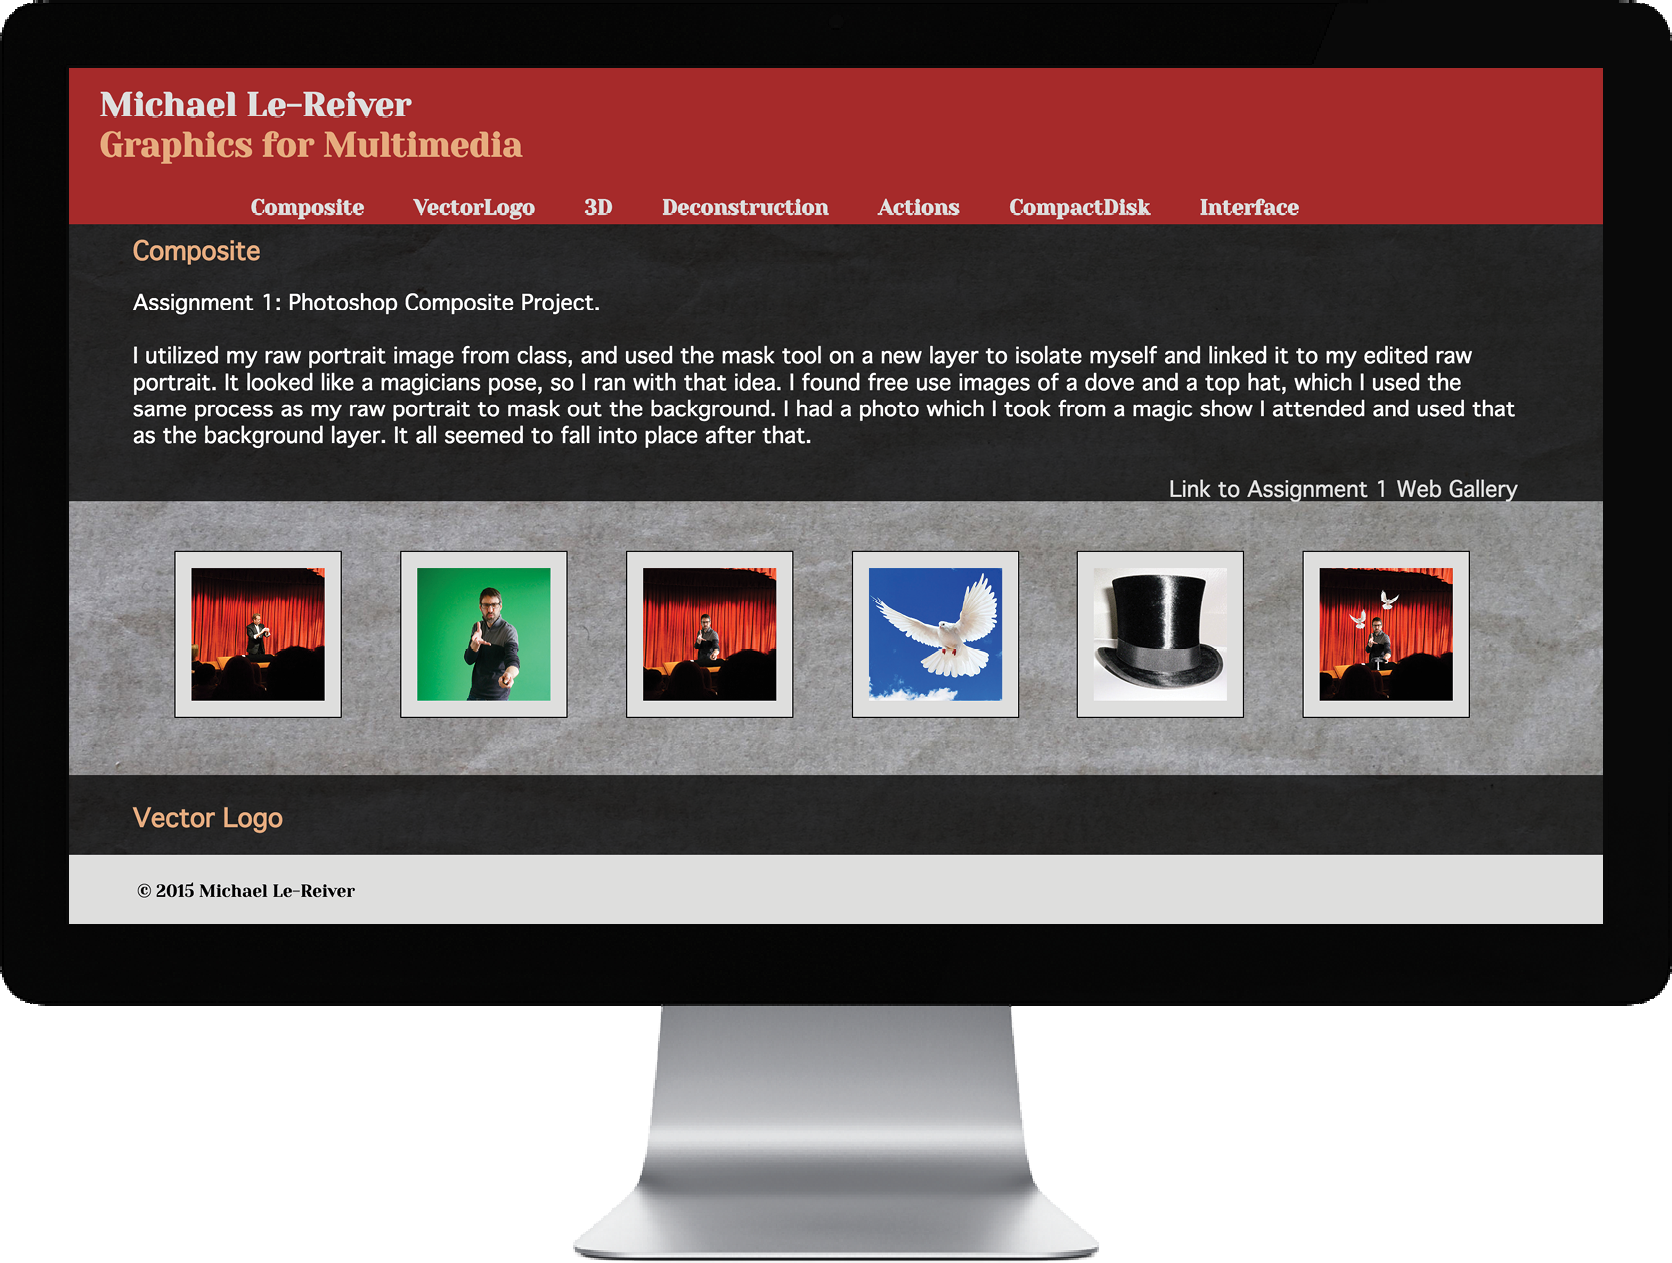 Michael Le-Reiver
Graphics for Multimedia
Composite VectorLogo 3D Deconstruction Actions CompactDisk Interface
Composite
Assignment 1: Photoshop Composite Project.
I utilized my raw portrait image from class, and used the mask tool on a new layer to isolate myself and linked it to my edited raw
portrait. It looked like a magicians pose, so I ran with that idea. I found free use images of a dove and a top hat, which I used the
same process as my raw portrait to mask out the background. I had a photo which I took from a magic show I attended and used that
as the background layer. It all seemed to fall into place after that.
Link to Assignment 1 Web Gallery
Vector Logo
© 2015 Michael Le-Reiver